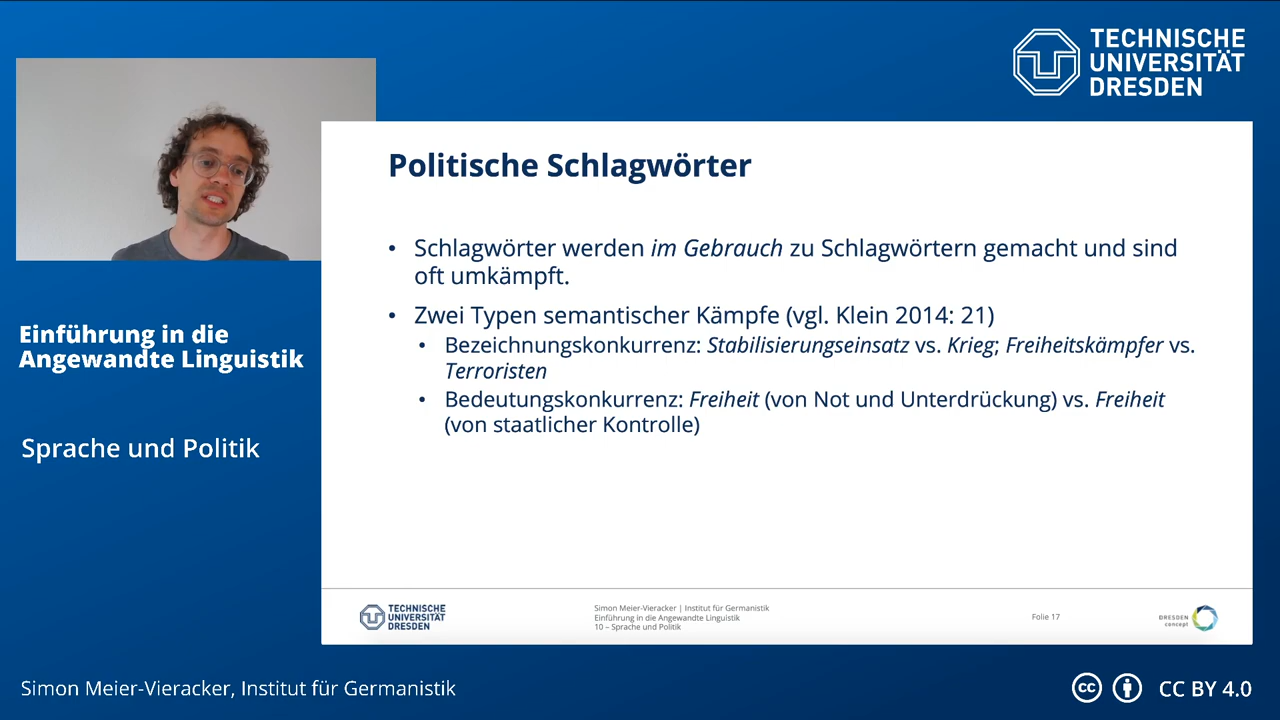 TECHNISCHE
UNIVERSITÄT
DRESDEN
Politische Schlagwörter
• Schlagwörter werden im Gebrauch zu Schlagwörtern gemacht und sind
oft umkämpft.
• Zwei Typen semantischer Kämpfe (vgl. Klein 2014: 21)
• Bezeichnungskonkurrenz: Stabilisierungseinsatz vs. Krieg; Freiheitskämpfer vs.
Terroristen
• Bedeutungskonkurrenz: Freiheit (von Not und Unterdrückung) vs. Freiheit
(von staatlicher Kontrolle)
Einführung in die
Angewandte Linguistik
Sprache und Politik
TECHNISCHE
UNIVERSITÄT
DRESDEN
Simon Meier-Vieracker | Institut für Germanistik
Einführung in die Angewandte Linguistik
10 – Sprache und Politik
Folie 17
DRESDEN
concept
Simon Meier-Vieracker, Institut für Germanistik
cc
CC BY 4.0